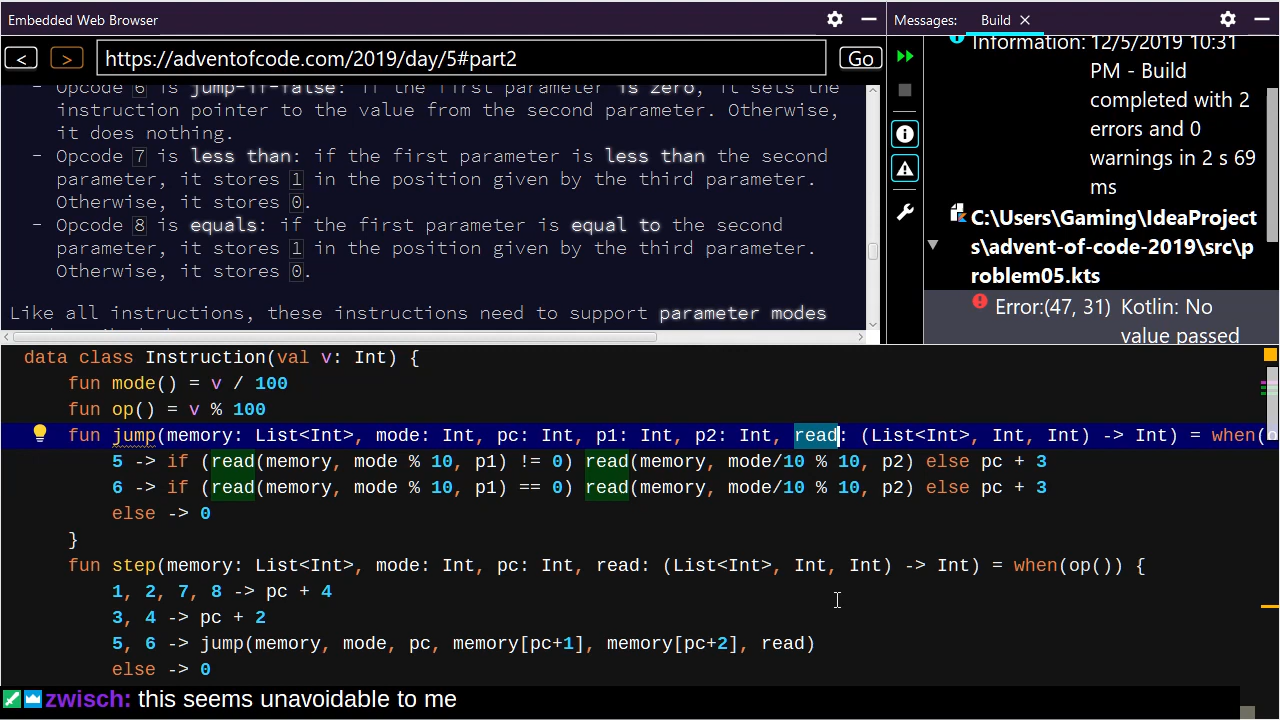 Embedded Web Browser
https://adventofcode.com/2019/day/5#part2
Go
- Opcode 6 is jump-if-false: if the first parameter is zero, it sets the
instruction pointer to the value from the second parameter. Otherwise,
it does nothing.
- Opcode 7 is less than: if the first parameter is less than the second
parameter, it stores 1 in the position given by the third parameter.
Otherwise, it stores 0.
- Opcode 8 is equals: if the first parameter is equal to the second
parameter, it stores 1 in the position given by the third parameter.
Otherwise, it stores 0.
Like all instructions, these instructions need to support parameter modes
Messages: Build
Information: 12/5/2019 10:31
PM - Build
completed with 2
errors and 0
warnings in 2 s 69
ms
C:\Users\Gaming\IdeaProject
s\advent-of-code-2019\src\p
roblem05.kts
Error:(47, 31) Kotlin: No
value passed
data class Instruction(val v: Int) {
fun mode() = v / 100
fun op() = v % 100
fun jump(memory: List<Int>, mode: Int, pc: Int, p1: Int, p2: Int, read: (List<Int>, Int, Int) -> Int) = when(
5 -> if (read(memory, mode % 10, p1) != 0) read(memory, mode/10 % 10, p2) else pc + 3
6 -> if (read(memory, mode % 10, p1) == 0) read(memory, mode/10 % 10, p2) else pc + 3
else -> 0
}
fun step(memory: List<Int>, mode: Int, pc: Int, read: (List<Int>, Int, Int) -> Int) = when(op()) {
1, 2, 7, 8 -> pc + 4
3, 4 -> pc + 2
5, 6 -> jump(memory, mode, pc, memory[pc+1], memory[pc+2], read)
else -> 0
zwisch: this seems unavoidable to me